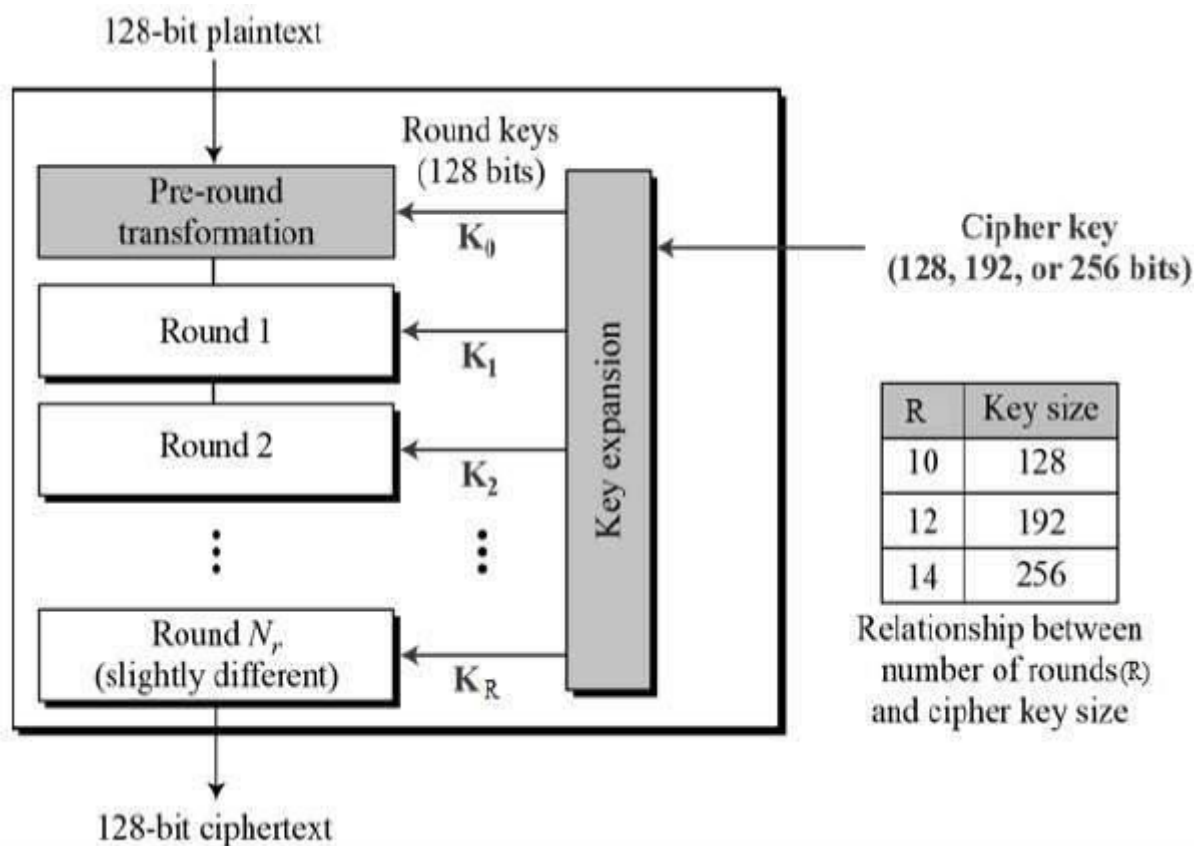 128-bit plaintext
Round keys
(128 bits)
Pre-round
transformation
K0
Cipher key
(128, 192, or 256 bits)
Round 1
K1
Round 2
K2
Key expansion
R Key size
10 128
12 192
14 256
Relationship between
number of rounds(R)
and cipher key size
Round Nr
(slightly different)
KR
128-bit ciphertext